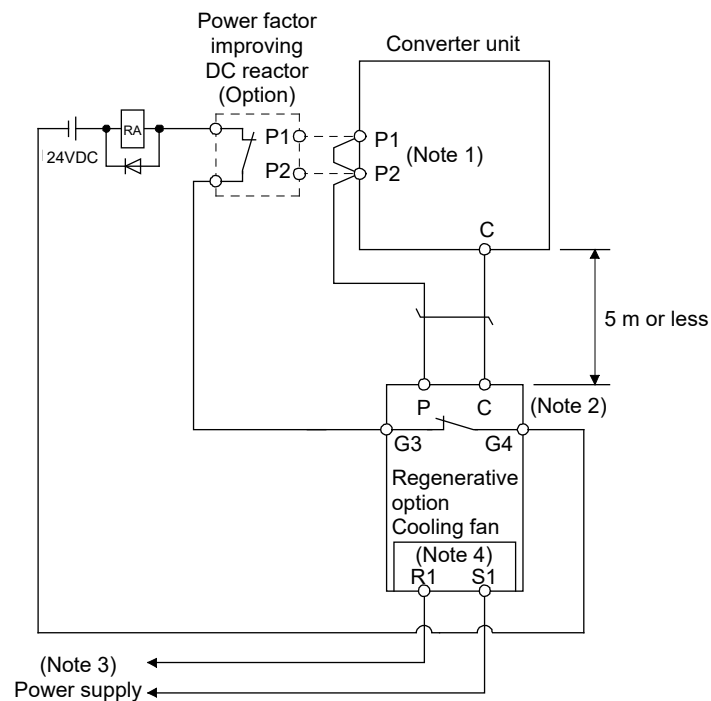 Power factor
improving
DC reactor
(Option)
Converter unit
RA
24VDC
P1
P1
(Note 1)
P2
P2
C
5 m or less
P
C
(Note 2)
G3
G4
Regenerative
option
Cooling fan
(Note 4)
R1
S1
(Note 3)
Power supply